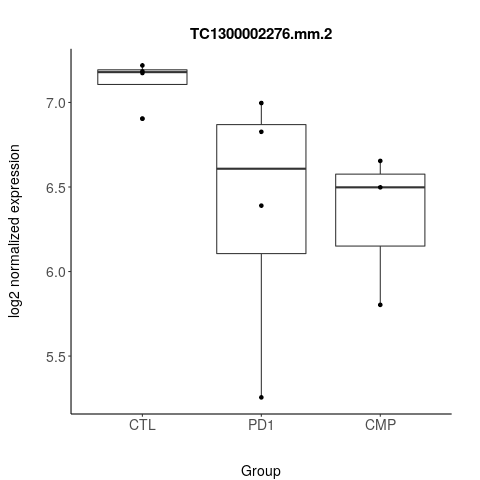 TC1300002276.mm.2
log2 normalized expression
7.0
6.5
6.0
5.5
CTL PD1 CMP
Group